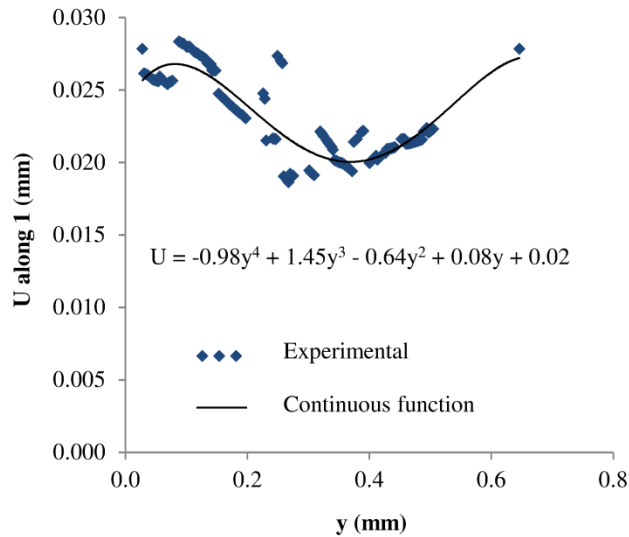 0.030
0.025
0.020
0.015
0.010
0.005
0.000
U along 1 (mm)
U = -0.98y⁴ + 1.45y³ - 0.64y² + 0.08y + 0.02
Experimental
Continuous function
0.0 0.2 0.4 0.6 0.8
y (mm)